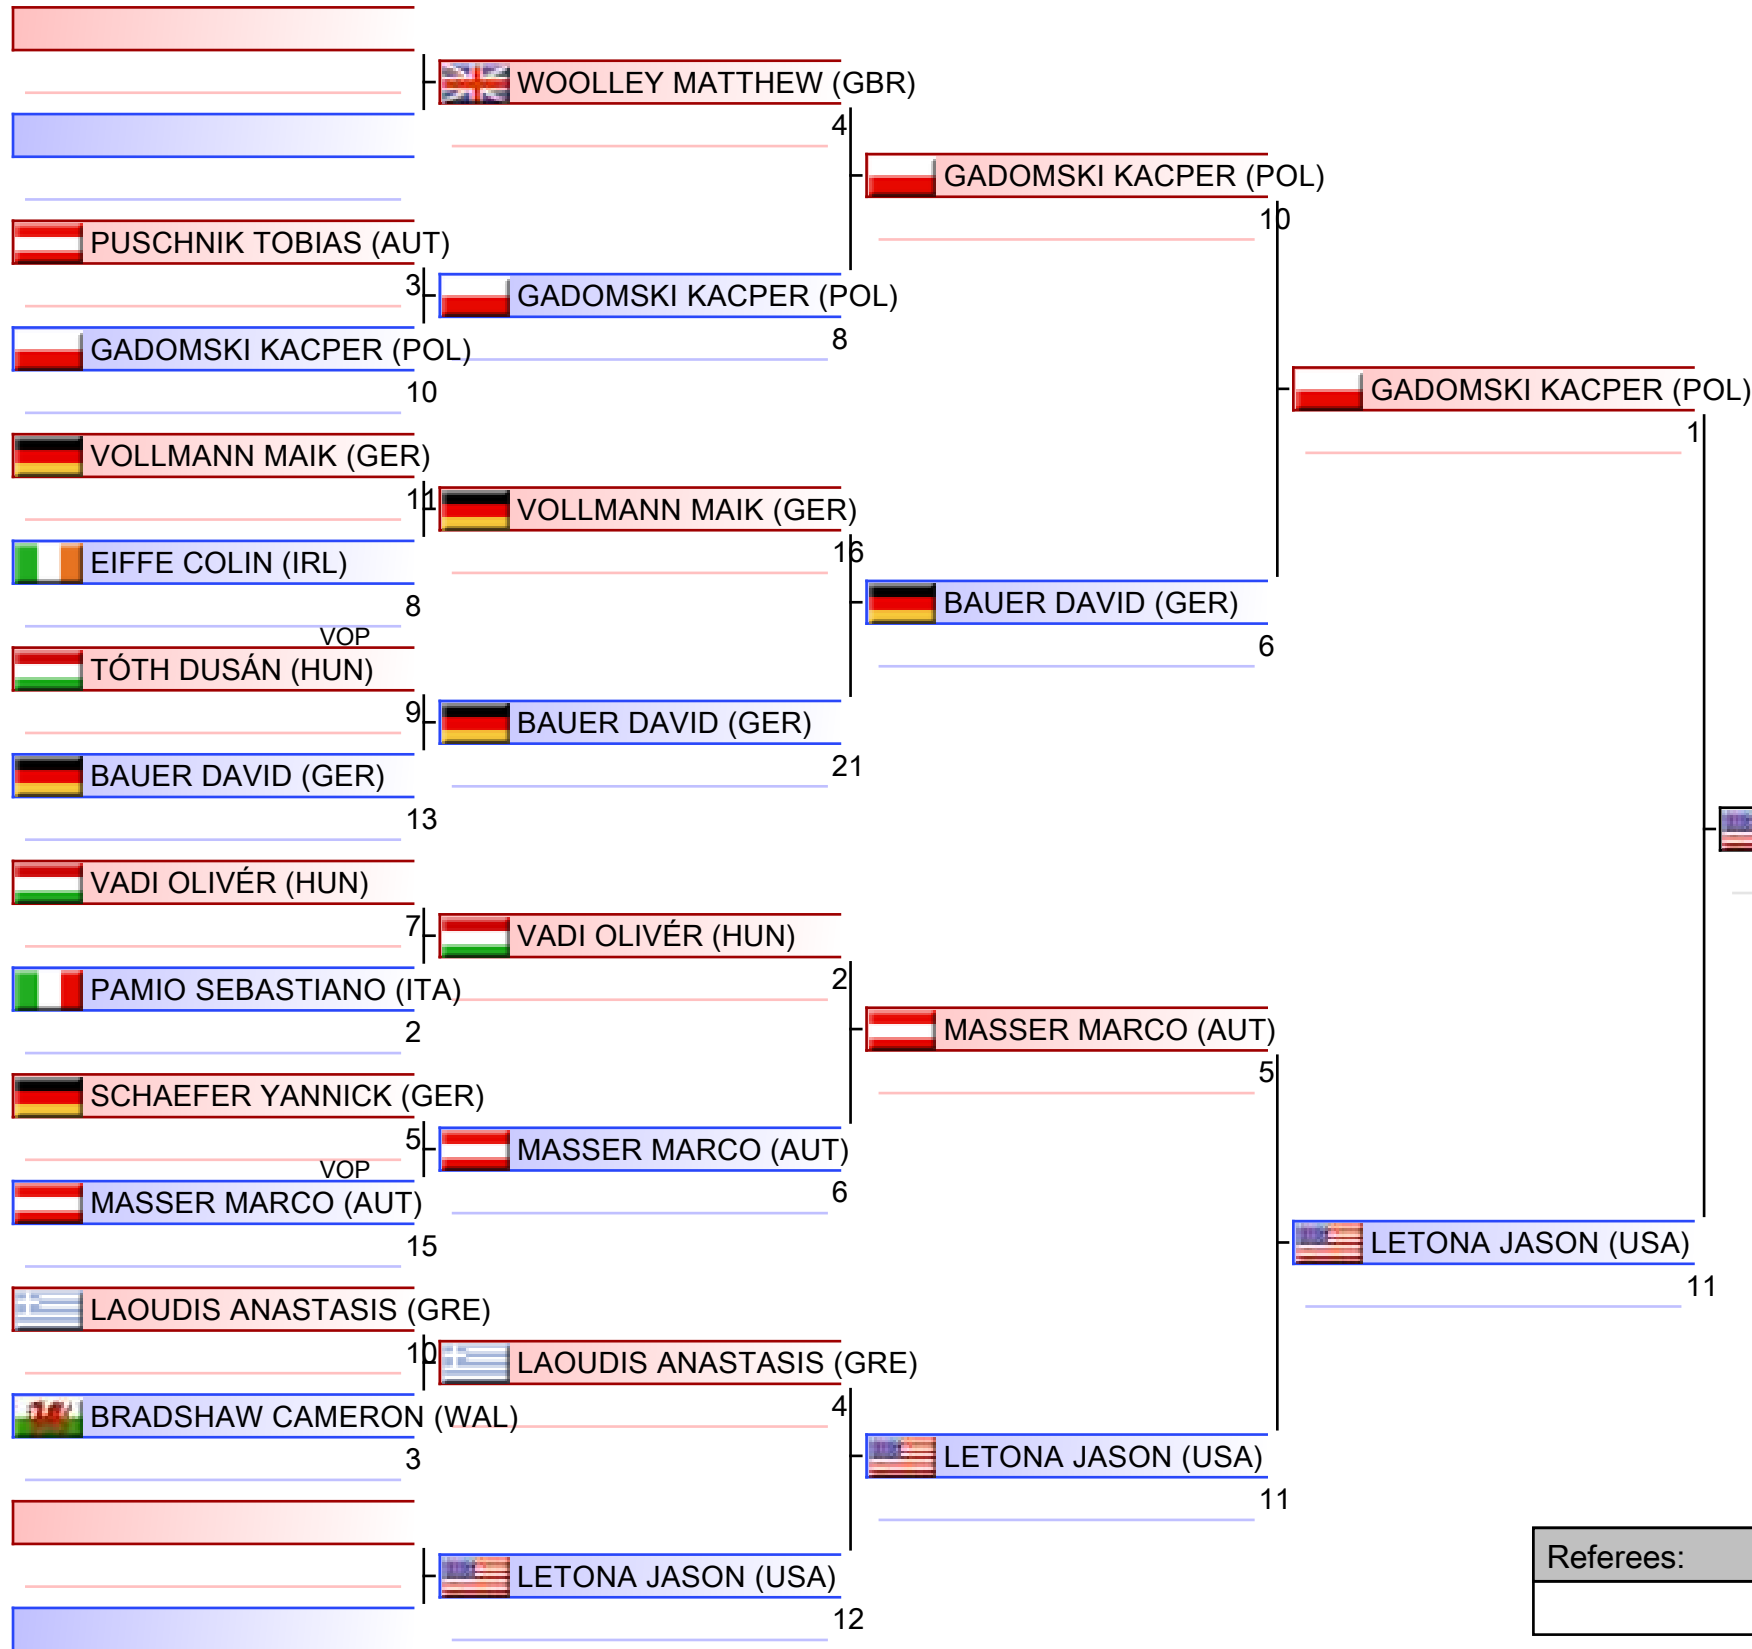 WOOLLEY MATTHEW (GBR)
4
GADOMSKI KACPER (POL)
10
PUSCHNIK TOBIAS (AUT)
3
GADOMSKI KACPER (POL)
8
GADOMSKI KACPER (POL)
10
GADOMSKI KACPER (POL)
1
VOLLMANN MAIK (GER)
11
VOLLMANN MAIK (GER)
16
EIFFE COLIN (IRL)
8
BAUER DAVID (GER)
6
VOP
TÓTH DUSÁN (HUN)
9
BAUER DAVID (GER)
21
BAUER DAVID (GER)
13
VADI OLIVÉR (HUN)
7
VADI OLIVÉR (HUN)
2
PAMIO SEBASTIANO (ITA)
2
MASSER MARCO (AUT)
5
SCHAEFER YANNICK (GER)
5
MASSER MARCO (AUT)
6
VOP
MASSER MARCO (AUT)
15
LETONA JASON (USA)
11
LAOUDIS ANASTASIS (GRE)
10
LAOUDIS ANASTASIS (GRE)
4
BRADSHAW CAMERON (WAL)
3
LETONA JASON (USA)
11
LETONA JASON (USA)
12
Referees: